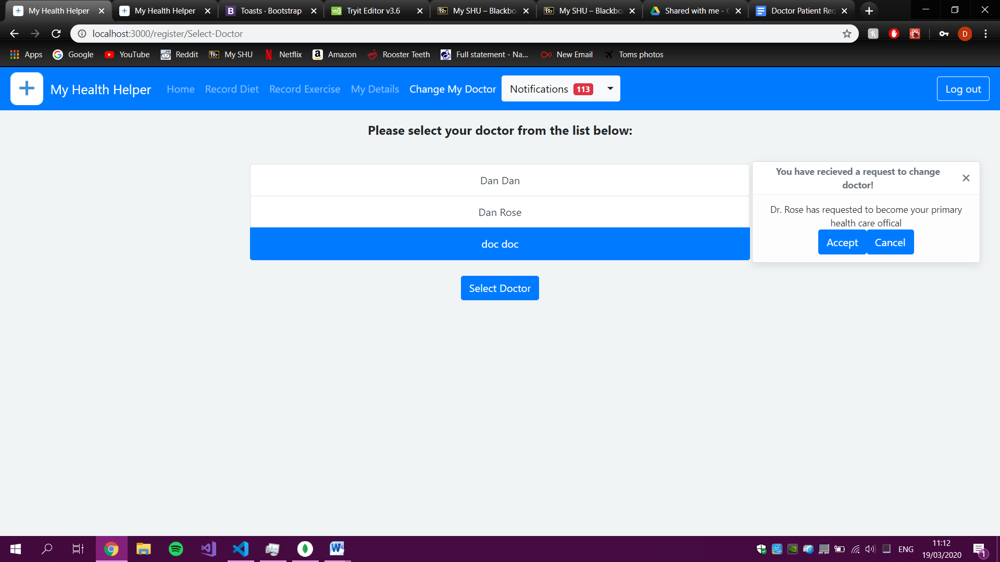 My Health Helper
My Health Helper
Toasts · Bootstrap
Tryit Editor v3.6
My SHU – Blackbo
My SHU – Blackbo
Shared with me -
Doctor Patient Req
localhost:3000/register/Select-Doctor
D
Apps
Google
YouTube
Reddit
Bb My SHU
Netflix
Amazon
Rooster Teeth
Full statement - Na...
New Email
Toms photos
My Health Helper
Home
Record Diet
Record Exercise
My Details
Change My Doctor
Notifications 113
Log out
Please select your doctor from the list below:
Dan Dan
Dan Rose
doc doc
Select Doctor
You have recieved a request to change
doctor!
Dr. Rose has requested to become your primary
health care offical
Accept
Cancel
ENG
11:12
19/03/2020
1